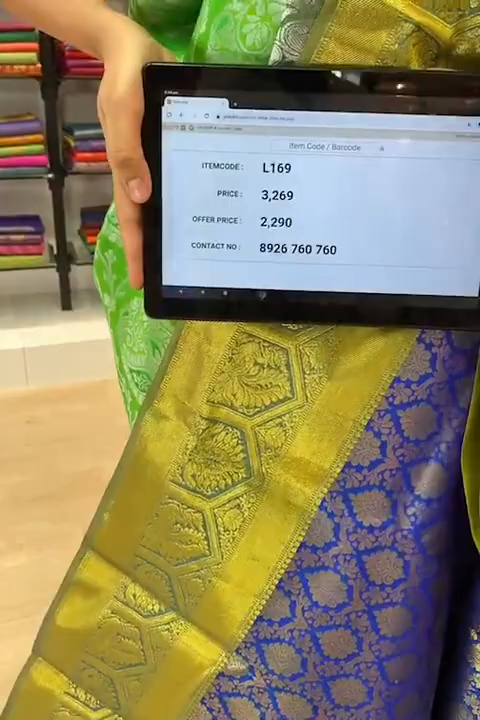 Item Code / Barcode
ITEMCODE : L169
PRICE : 3,269
OFFER PRICE : 2,290
CONTACT NO : 8926 760 760